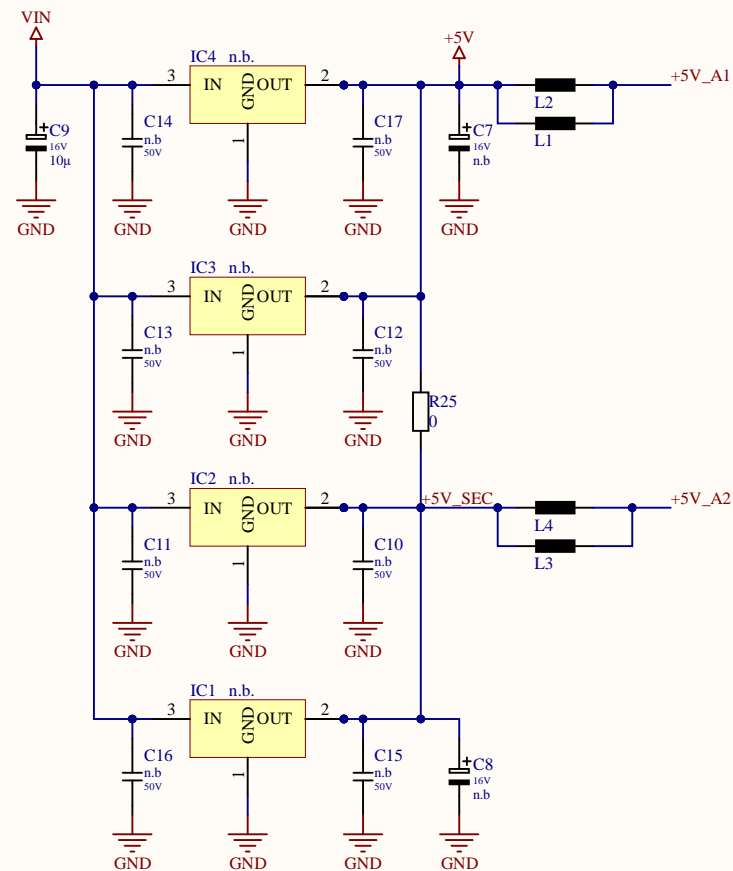 VIN
+5V
IC4 n.b.
3 IN GND OUT 2
1
+5V_A1
L2
L1
C9
16V
10µ
C14
n.b
50V
C17
n.b
50V
C7
16V
n.b
GND
GND
GND
GND
GND
IC3 n.b.
3 IN GND OUT 2
1
C13
n.b
50V
C12
n.b
50V
GND
GND
GND
R25
0
IC2 n.b.
3 IN GND OUT 2
1
+5V_SEC
+5V_A2
L4
L3
C11
n.b
50V
C10
n.b
50V
GND
GND
GND
IC1 n.b.
3 IN GND OUT 2
1
C16
n.b
50V
C15
n.b
50V
C8
16V
n.b
GND
GND
GND
GND